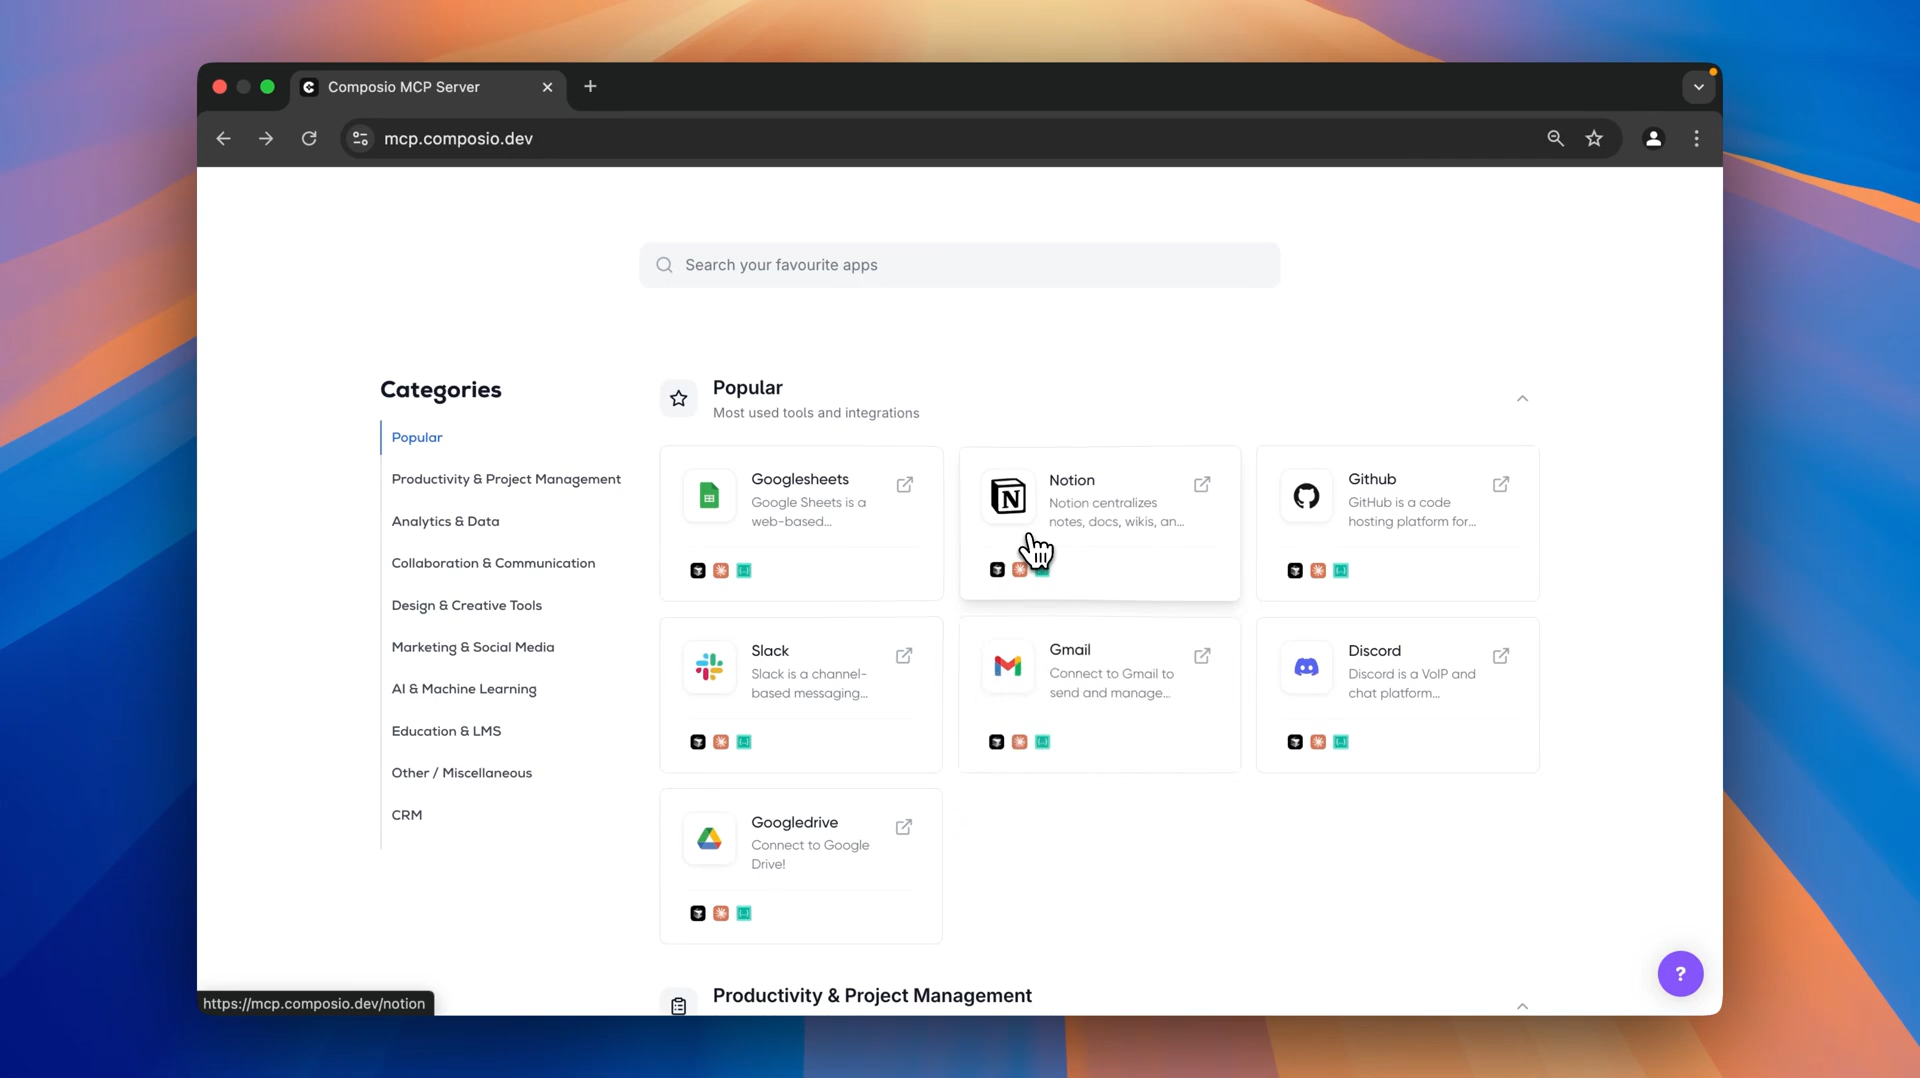 Composio MCP Server
mcp.composio.dev
Search your favourite apps
Categories
Popular
Productivity & Project Management
Analytics & Data
Collaboration & Communication
Design & Creative Tools
Marketing & Social Media
AI & Machine Learning
Education & LMS
Other / Miscellaneous
CRM
Popular
Most used tools and integrations
Googlesheets
Google Sheets is a
web-based...
Notion
Notion centralizes
notes, docs, wikis, an...
Github
GitHub is a code
hosting platform for...
Slack
Slack is a channel-
based messaging...
Gmail
Connect to Gmail to
send and manage...
Discord
Discord is a VoIP and
chat platform...
Googledrive
Connect to Google
Drive!
Productivity & Project Management
?
https://mcp.composio.dev/notion